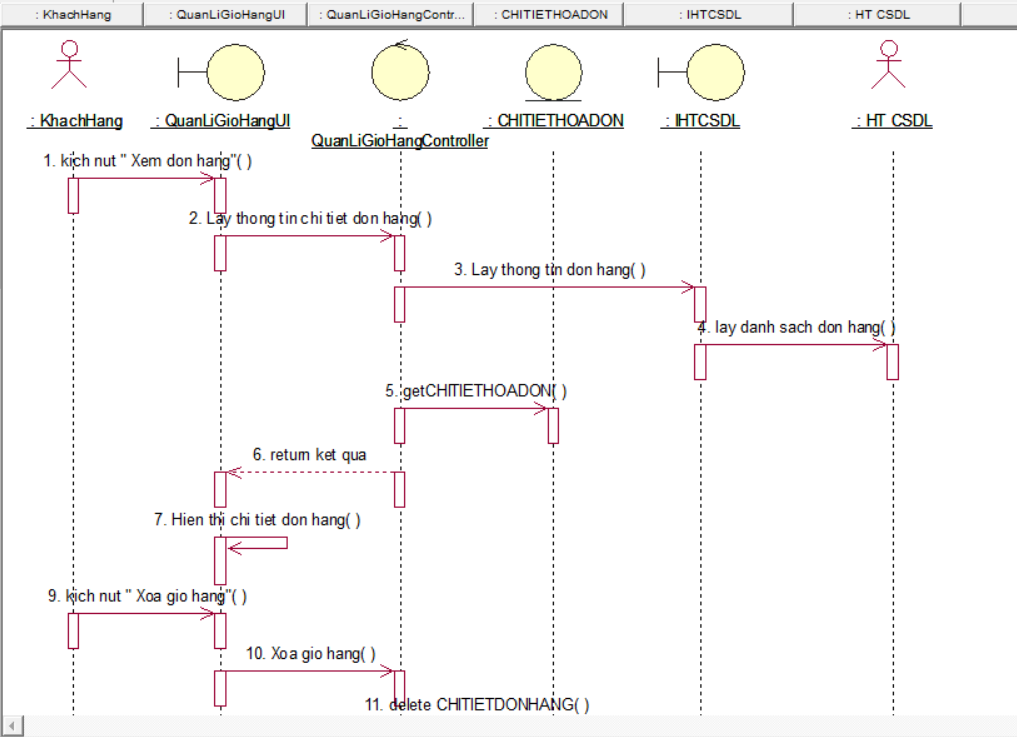 : KhachHang
: QuanLiGioHangUI
: QuanLiGioHangContr...
: CHITIETHOADON
: IHTCSDL
: HT CSDL
: KhachHang
: QuanLiGioHangUI
:
QuanLiGioHangController
: CHITIETHOADON
: IHTCSDL
: HT CSDL
1. kich nut " Xem don hang"( )
2. Lay thong tin chi tiet don hang( )
3. Lay thong tin don hang( )
4. lay danh sach don hang( )
5. getCHITIETHOADON( )
6. return ket qua
7. Hien thi chi tiet don hang( )
9. kich nut " Xoa gio hang"( )
10. Xoa gio hang( )
11. delete CHITIETDONHANG( )